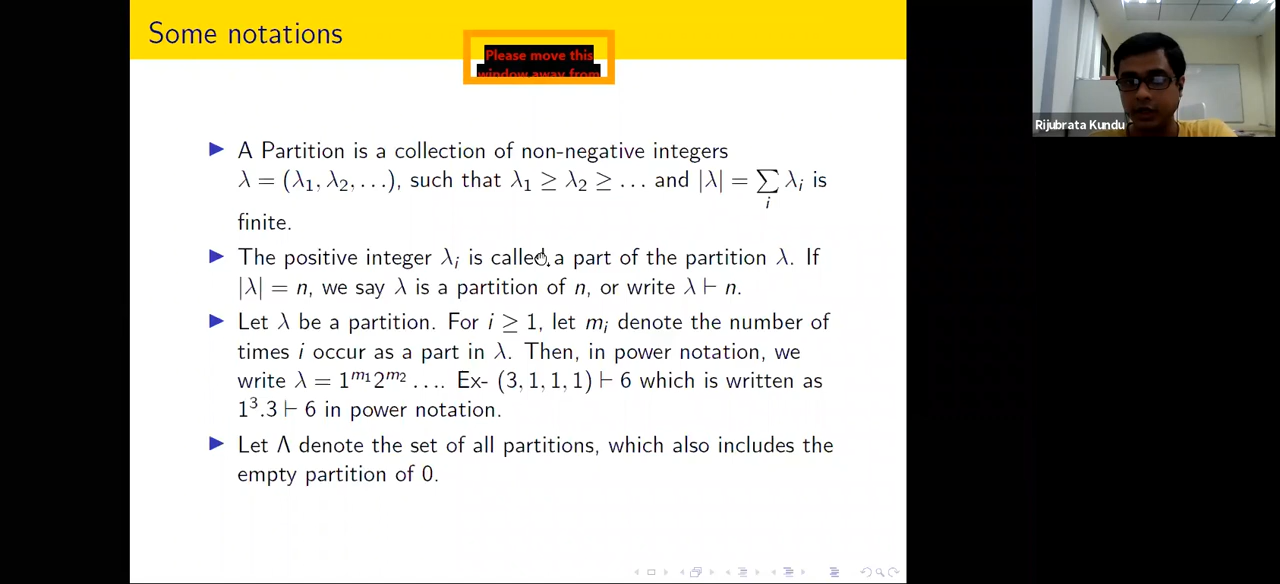 Some notations
Please move this
window away from
▶ A Partition is a collection of non-negative integers
λ = (λ₁, λ₂, …), such that λ₁ ≥ λ₂ ≥ … and |λ| = ∑ᵢ λᵢ is
finite.
▶ The positive integer λᵢ is called a part of the partition λ. If
|λ| = n, we say λ is a partition of n, or write λ ⊢ n.
▶ Let λ be a partition. For i ≥ 1, let mᵢ denote the number of
times i occur as a part in λ. Then, in power notation, we
write λ = 1^{m₁}2^{m₂} …. Ex- (3, 1, 1, 1) ⊢ 6 which is written as
1³.3 ⊢ 6 in power notation.
▶ Let Λ denote the set of all partitions, which also includes the
empty partition of 0.
Rijubrata Kundu